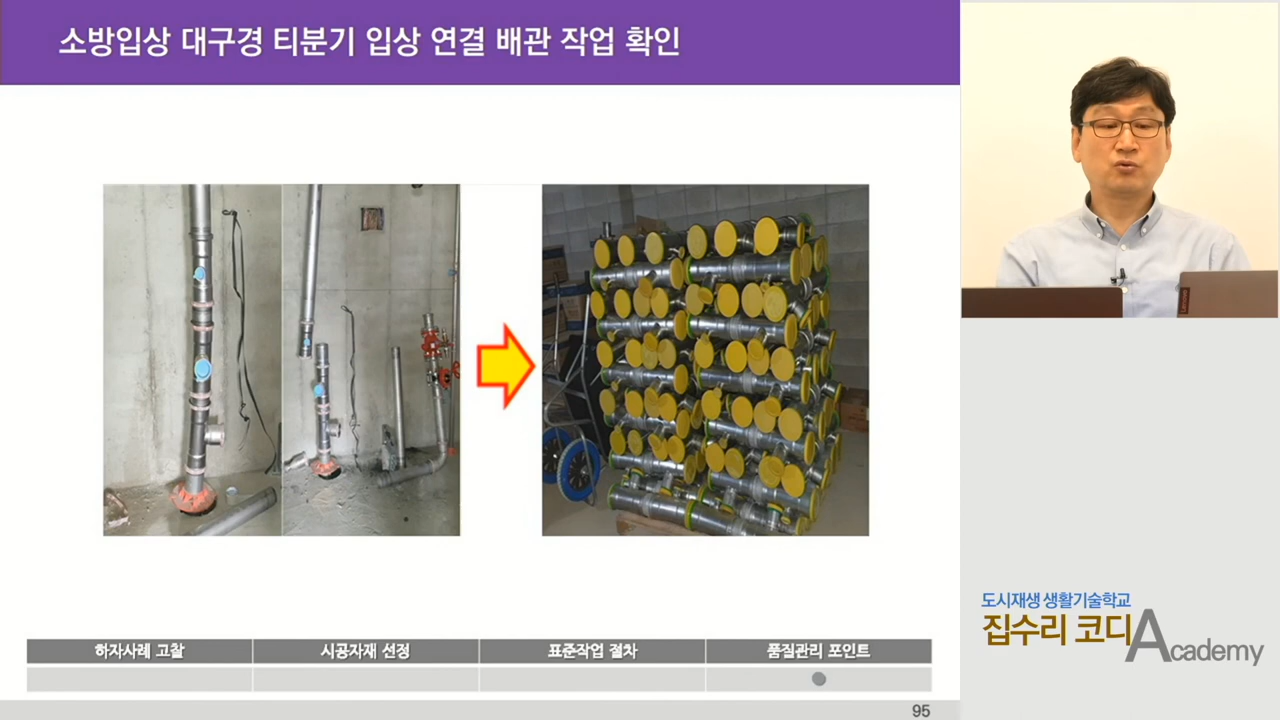 소방입상 대구경 티분기 입상 연결 배관 작업 확인
하자사례 고찰
시공자재 선정
표준작업 절차
품질관리 포인트
95
Lenovo
도시재생 생활기술학교
집수리 코디Academy